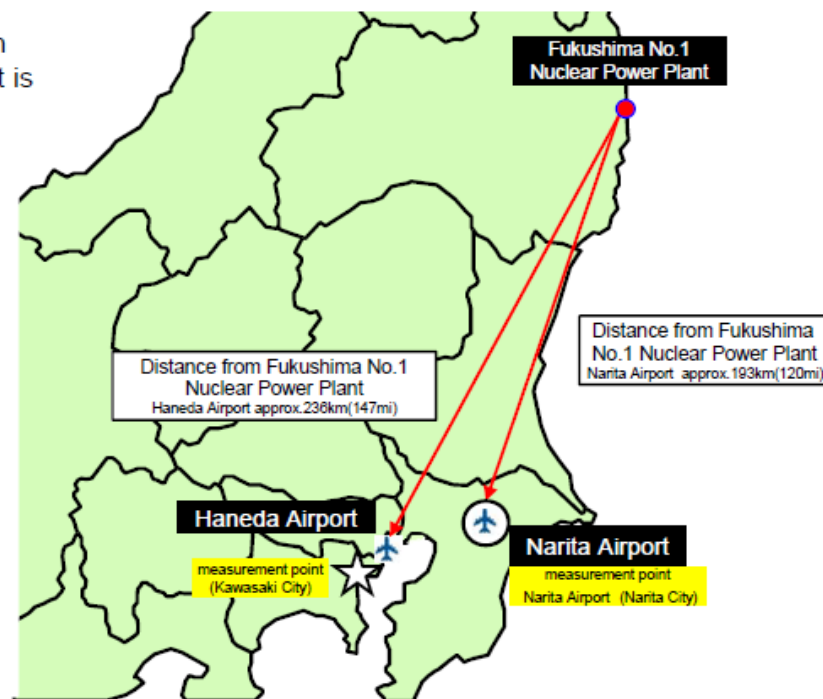 t is
Fukushima No.1
Nuclear Power Plant
Distance from Fukushima
No.1 Nuclear Power Plant
Narita Airport approx.193km(120mi)
Distance from Fukushima No.1
Nuclear Power Plant
Haneda Airport approx.236km(147mi)
Haneda Airport
measurement point
(Kawasaki City)
Narita Airport
measurement point
Narita Airport (Narita City)